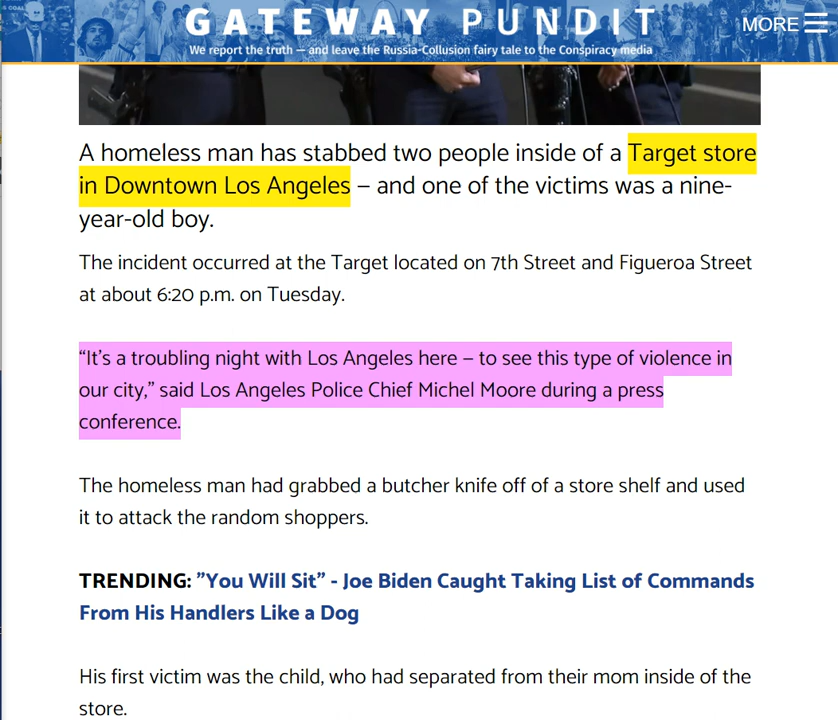 GATEWAY PUNDIT
MORE
We report the truth — and leave the Russia-Collusion fairy tale to the Conspiracy media
A homeless man has stabbed two people inside of a Target store
in Downtown Los Angeles – and one of the victims was a nine-
year-old boy.
The incident occurred at the Target located on 7th Street and Figueroa Street
at about 6:20 p.m. on Tuesday.
“It’s a troubling night with Los Angeles here – to see this type of violence in
our city,” said Los Angeles Police Chief Michel Moore during a press
conference.
The homeless man had grabbed a butcher knife off of a store shelf and used
it to attack the random shoppers.
TRENDING: ”You Will Sit” - Joe Biden Caught Taking List of Commands
From His Handlers Like a Dog
His first victim was the child, who had separated from their mom inside of the
store.